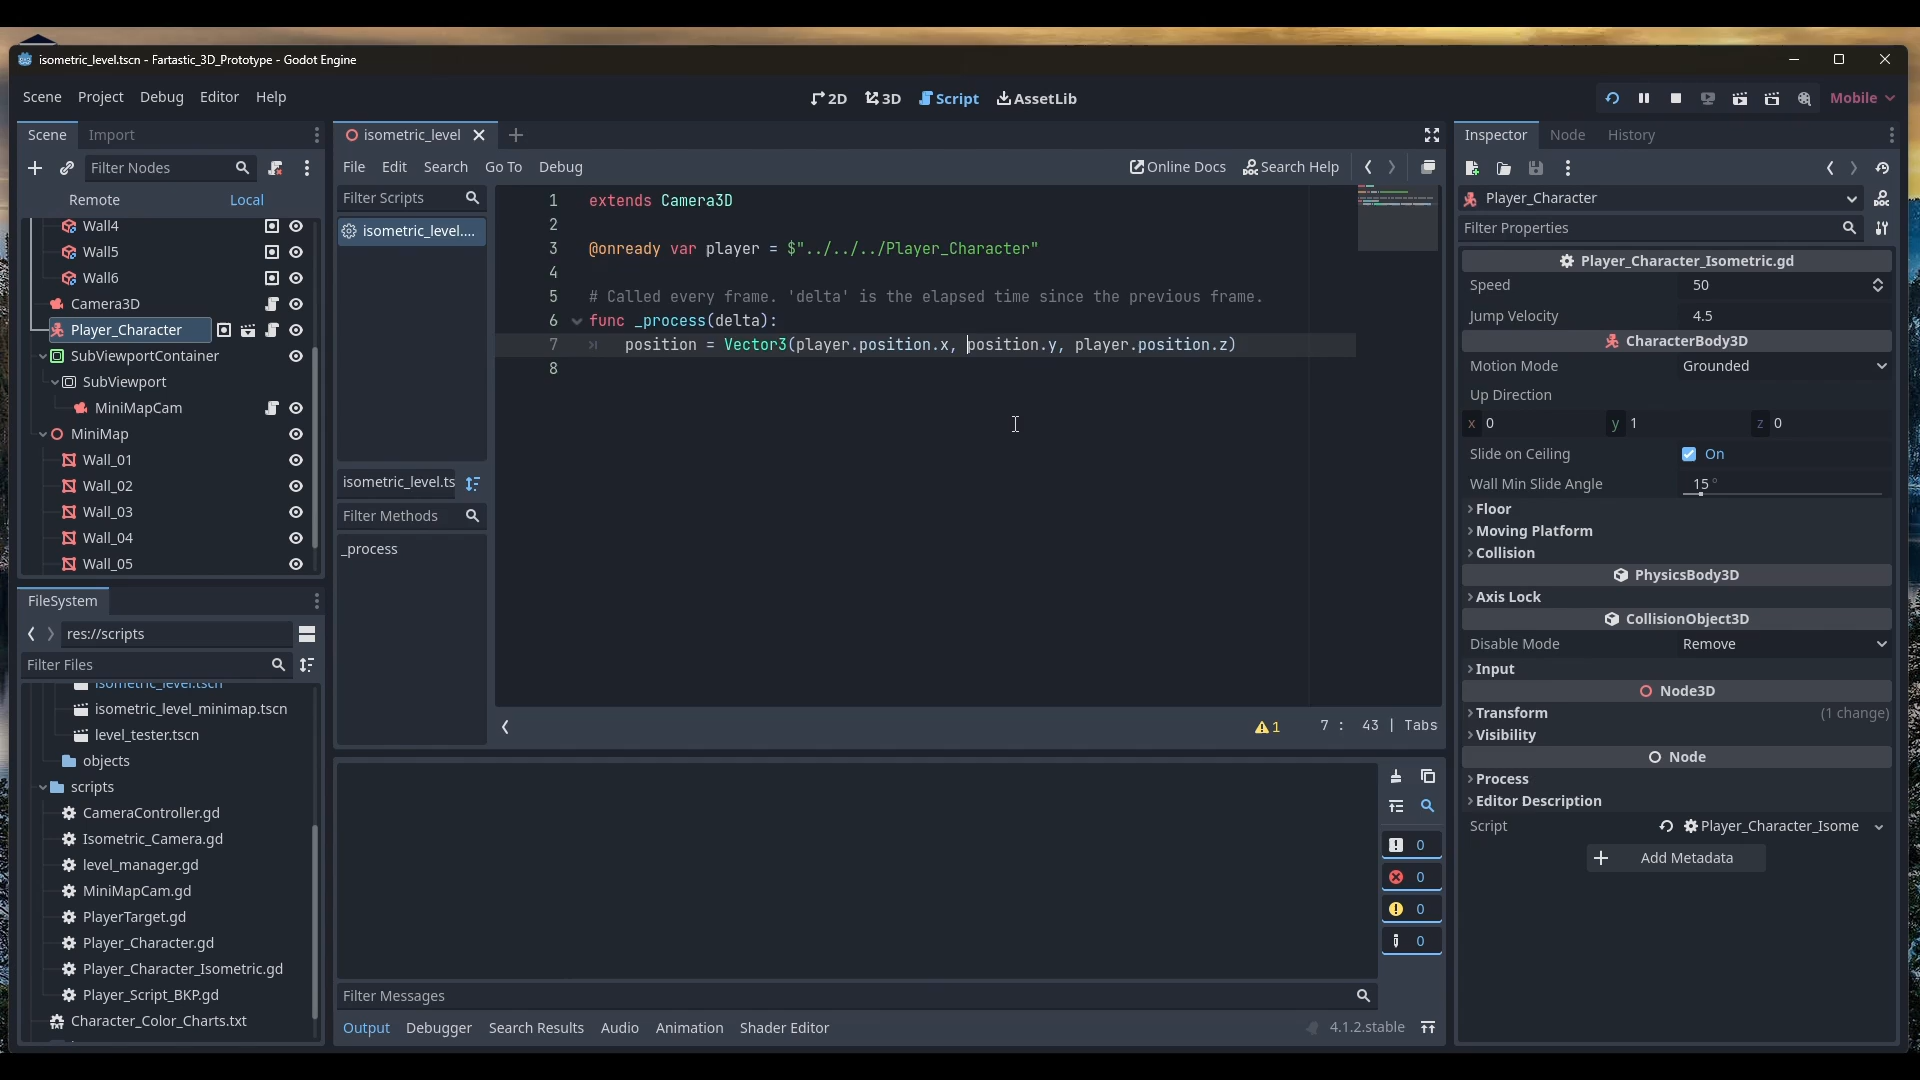 isometric_level.tscn - Fartastic_3D_Prototype - Godot Engine
Scene Project Debug Editor Help
2D 3D Script AssetLib
Mobile
Scene Import
Filter Nodes
Remote Local
Wall4
Wall5
Wall6
Camera3D
Player_Character
SubViewportContainer
SubViewport
MiniMapCam
MiniMap
Wall_01
Wall_02
Wall_03
Wall_04
Wall_05
FileSystem
res://scripts
Filter Files
isometric_level.tscn
isometric_level_minimap.tscn
level_tester.tscn
objects
scripts
CameraController.gd
Isometric_Camera.gd
level_manager.gd
MiniMapCam.gd
PlayerTarget.gd
Player_Character.gd
Player_Character_Isometric.gd
Player_Script_BKP.gd
Character_Color_Charts.txt
isometric_level
File Edit Search Go To Debug
Online Docs Search Help
Filter Scripts
isometric_level....
isometric_level.ts
Filter Methods
_process
1 extends Camera3D
2
3 @onready var player = $"../../../Player_Character"
4
5 # Called every frame. 'delta' is the elapsed time since the previous frame.
6 func _process(delta):
7 position = Vector3(player.position.x, position.y, player.position.z)
8
1 7 : 43 | Tabs
0
0
0
0
Filter Messages
Output Debugger Search Results Audio Animation Shader Editor
4.1.2.stable
Inspector Node History
Player_Character
Filter Properties
Player_Character_Isometric.gd
Speed 50
Jump Velocity 4.5
CharacterBody3D
Motion Mode Grounded
Up Direction
x 0 y 1 z 0
Slide on Ceiling On
Wall Min Slide Angle 15 °
Floor
Moving Platform
Collision
PhysicsBody3D
Axis Lock
CollisionObject3D
Disable Mode Remove
Input
Node3D
Transform (1 change)
Visibility
Node
Process
Editor Description
Script Player_Character_Isome
Add Metadata